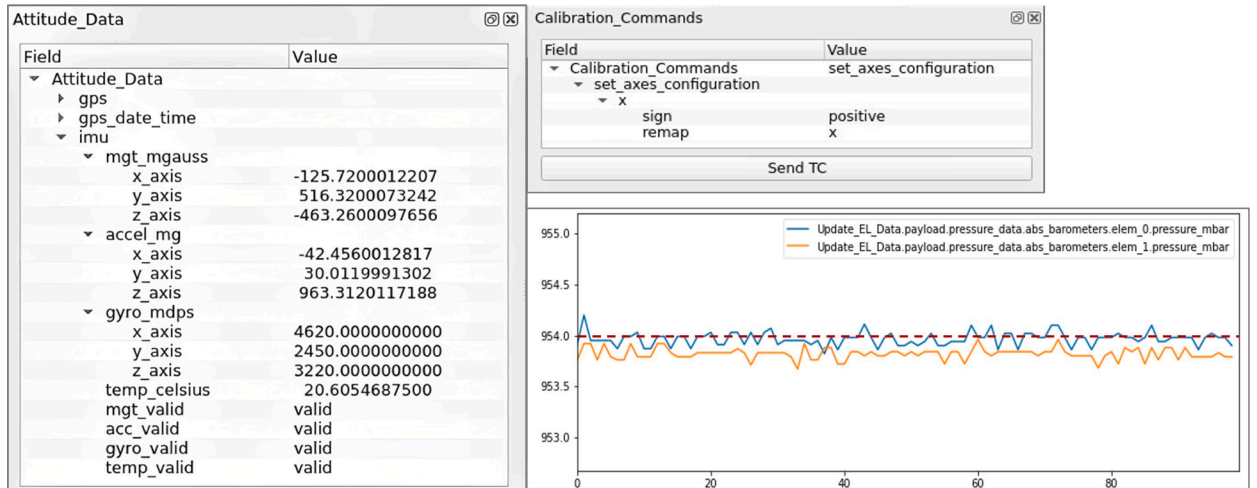 Attitude_Data
Field Value
Attitude_Data
gps
gps_date_time
imu
mgt_mgauss
x_axis -125.7200012207
y_axis 516.3200073242
z_axis -463.2600097656
accel_mg
x_axis -42.4560012817
y_axis 30.0119991302
z_axis 963.3120117188
gyro_mdps
x_axis 4620.0000000000
y_axis 2450.0000000000
z_axis 3220.0000000000
temp_celsius 20.6054687500
mgt_valid valid
acc_valid valid
gyro_valid valid
temp_valid valid
Calibration_Commands
Field Value
Calibration_Commands set_axes_configuration
set_axes_configuration
x
sign positive
remap x
Send TC
Update_EL_Data.payload.pressure_data.abs_barometers.elem_0.pressure_mbar
Update_EL_Data.payload.pressure_data.abs_barometers.elem_1.pressure_mbar
955.0
954.5
954.0
953.5
953.0
0 20 40 60 80